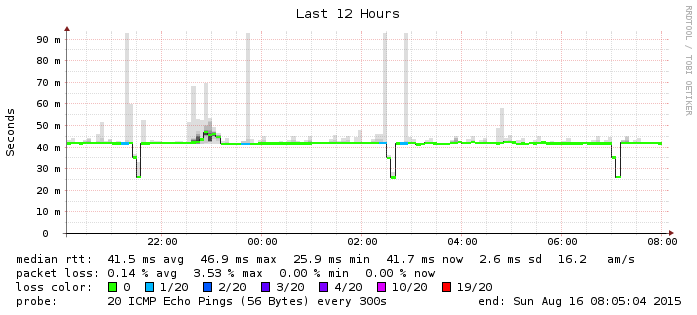 Last 12 Hours
RRDTOOL / TOBI OETIKER
Seconds
90 m
80 m
70 m
60 m
50 m
40 m
30 m
20 m
10 m
0
22:00 00:00 02:00 04:00 06:00 08:00
median rtt: 41.5 ms avg 46.9 ms max 25.9 ms min 41.7 ms now 2.6 ms sd 16.2 am/s
packet loss: 0.14 % avg 3.53 % max 0.00 % min 0.00 % now
loss color: 0 1/20 2/20 3/20 4/20 10/20 19/20
probe: 20 ICMP Echo Pings (56 Bytes) every 300s end: Sun Aug 16 08:05:04 2015